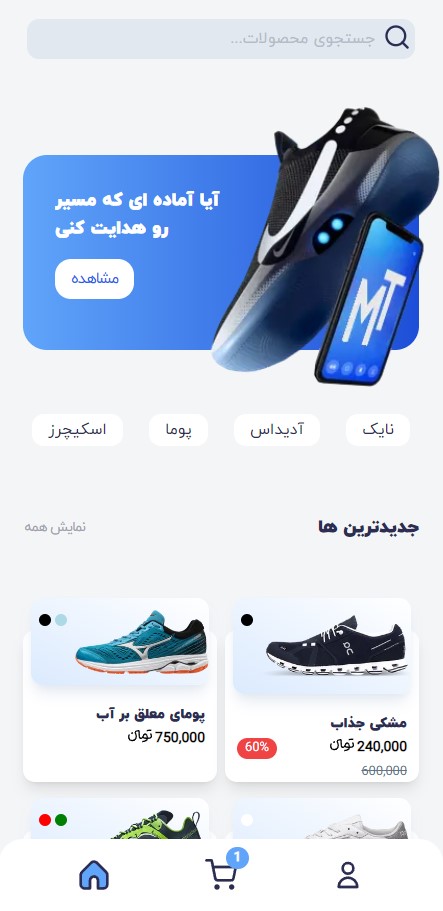 جستجوی محصولات...
آیا آماده ای که مسیر
رو هدایت کنی
مشاهده
MT
نایک
آدیداس
پوما
اسکیچرز
جدیدترین ها
نمایش همه
مشکی جذاب
240,000 تومان
60%
600,000
پومای معلق بر آب
750,000 تومان
1